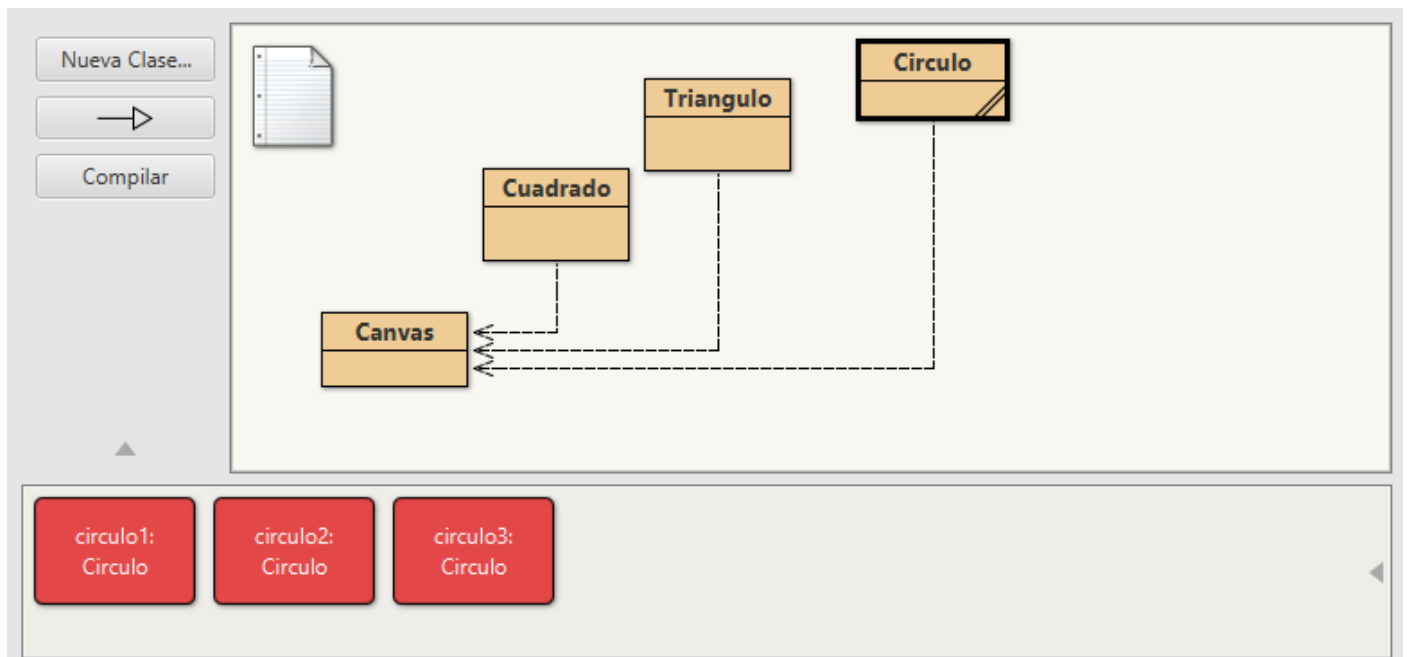 Nueva Clase...
Compilar
Circulo
Triangulo
Cuadrado
Canvas
circulo1:
Circulo
circulo2:
Circulo
circulo3:
Circulo